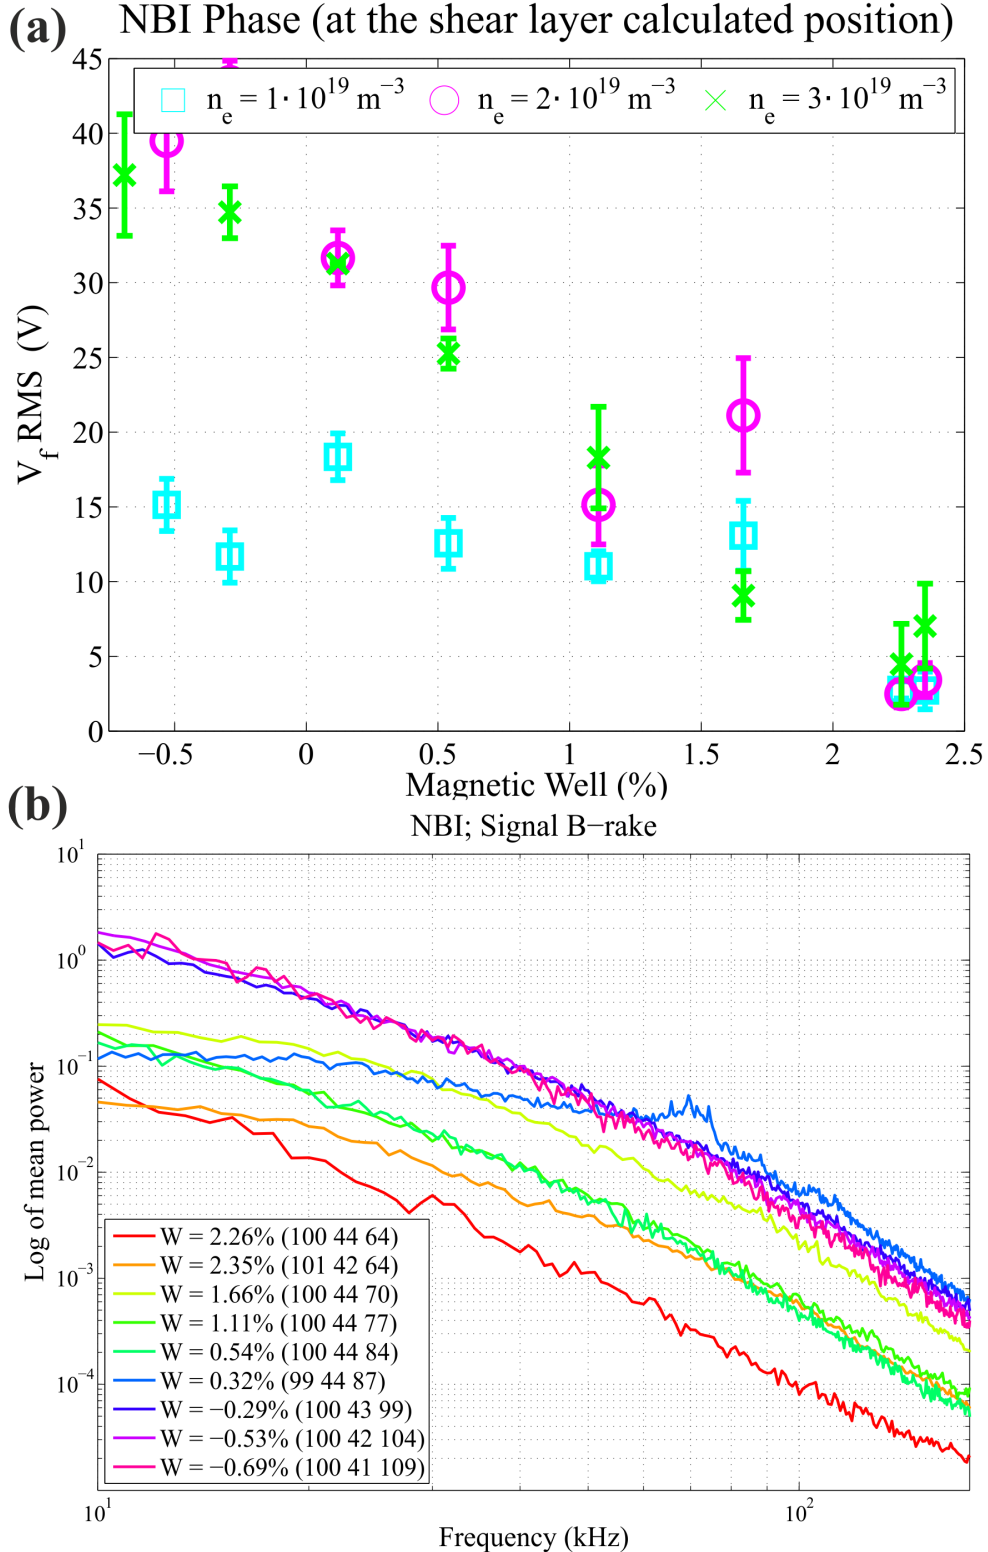 (a) NBI Phase (at the shear layer calculated position)
n_e = 1·10^19 m^−3 n_e = 2·10^19 m^−3 n_e = 3·10^19 m^−3
45
40
35
30
25
20
15
10
5
0
V_f RMS (V)
−0.5 0 0.5 1 1.5 2 2.5
Magnetic Well (%)
(b)
NBI; Signal B−rake
10^1
10^0
10^−1
10^−2
10^−3
10^−4
Log of mean power
W = 2.26% (100 44 64)
W = 2.35% (101 42 64)
W = 1.66% (100 44 70)
W = 1.11% (100 44 77)
W = 0.54% (100 44 84)
W = 0.32% (99 44 87)
W = −0.29% (100 43 99)
W = −0.53% (100 42 104)
W = −0.69% (100 41 109)
10^1 10^2
Frequency (kHz)